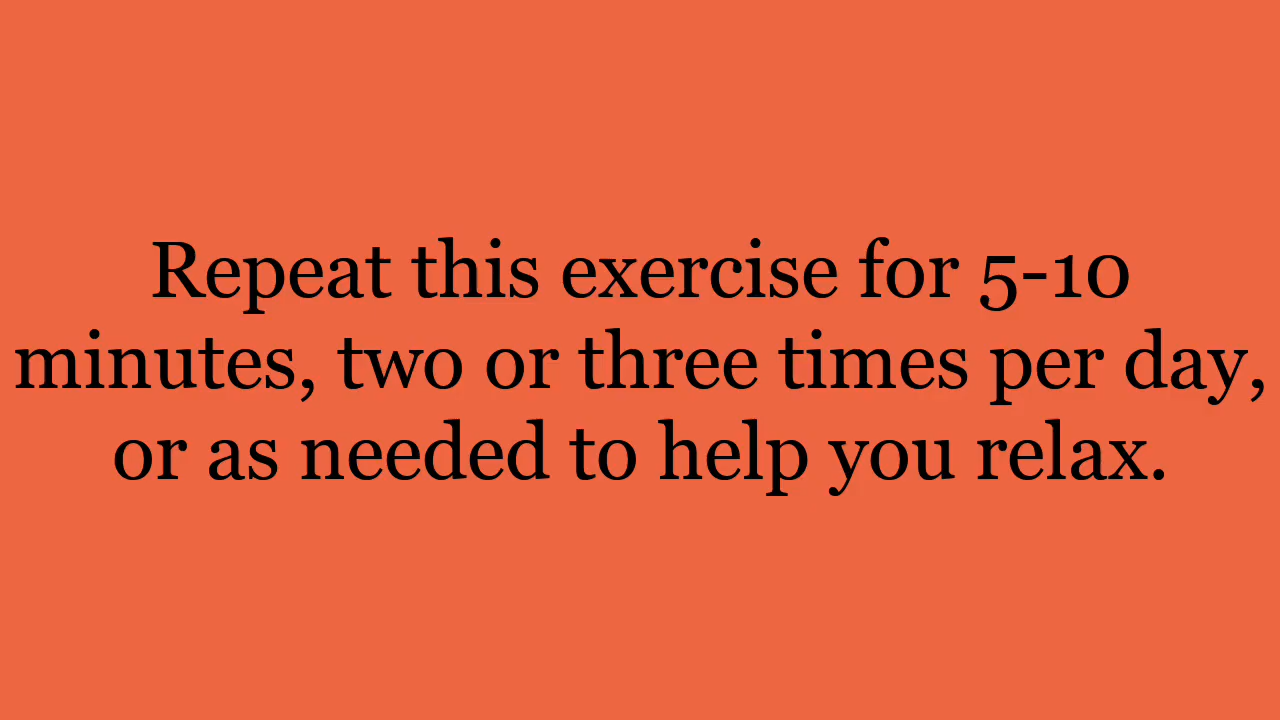 Repeat this exercise for 5-10
minutes, two or three times per day,
or as needed to help you relax.